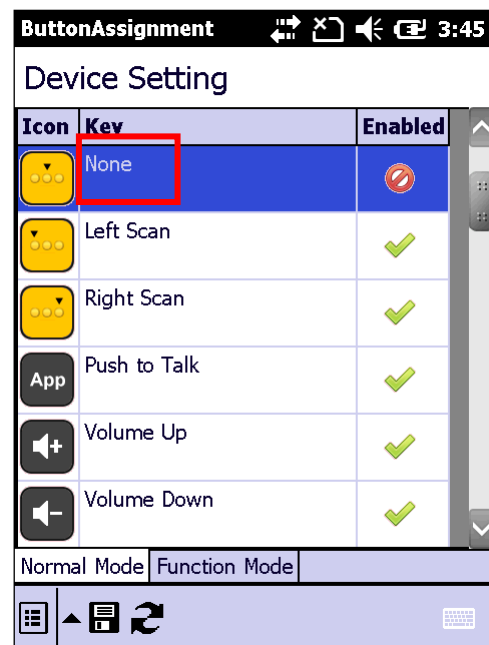 ButtonAssignment 3:45
Device Setting
Icon Key Enabled
None
Left Scan
Right Scan
App Push to Talk
Volume Up
Volume Down
Normal Mode Function Mode